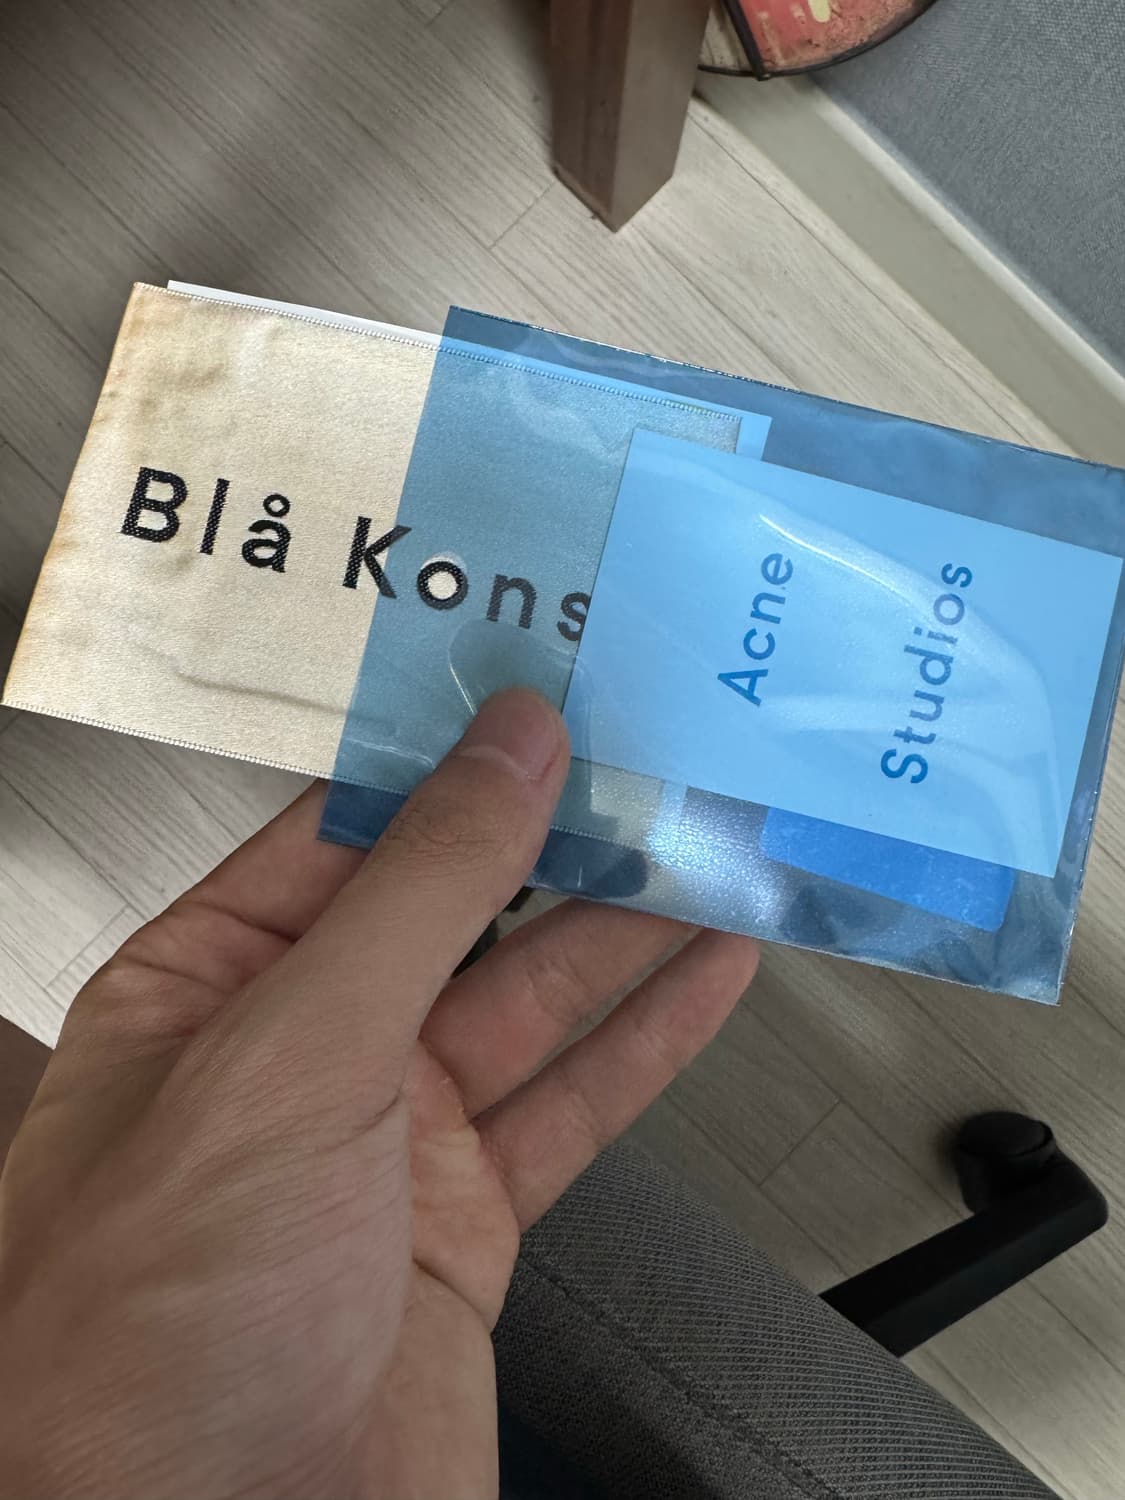 Blå Kons
Acne
Studios